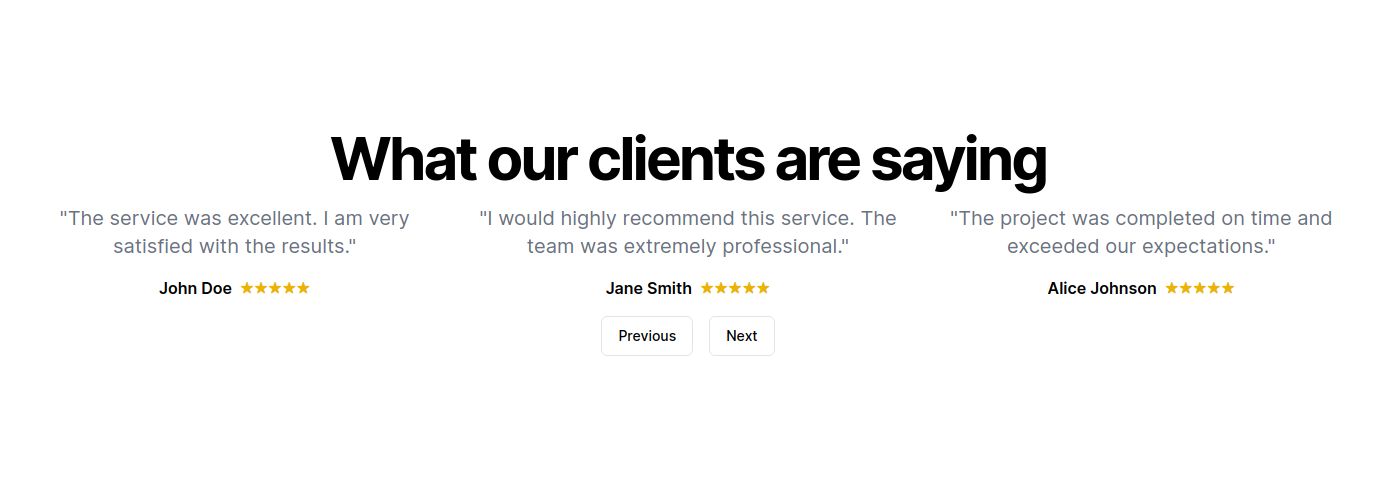 What our clients are saying
"The service was excellent. I am very
satisfied with the results."
John Doe
"I would highly recommend this service. The
team was extremely professional."
Jane Smith
"The project was completed on time and
exceeded our expectations."
Alice Johnson
Previous
Next